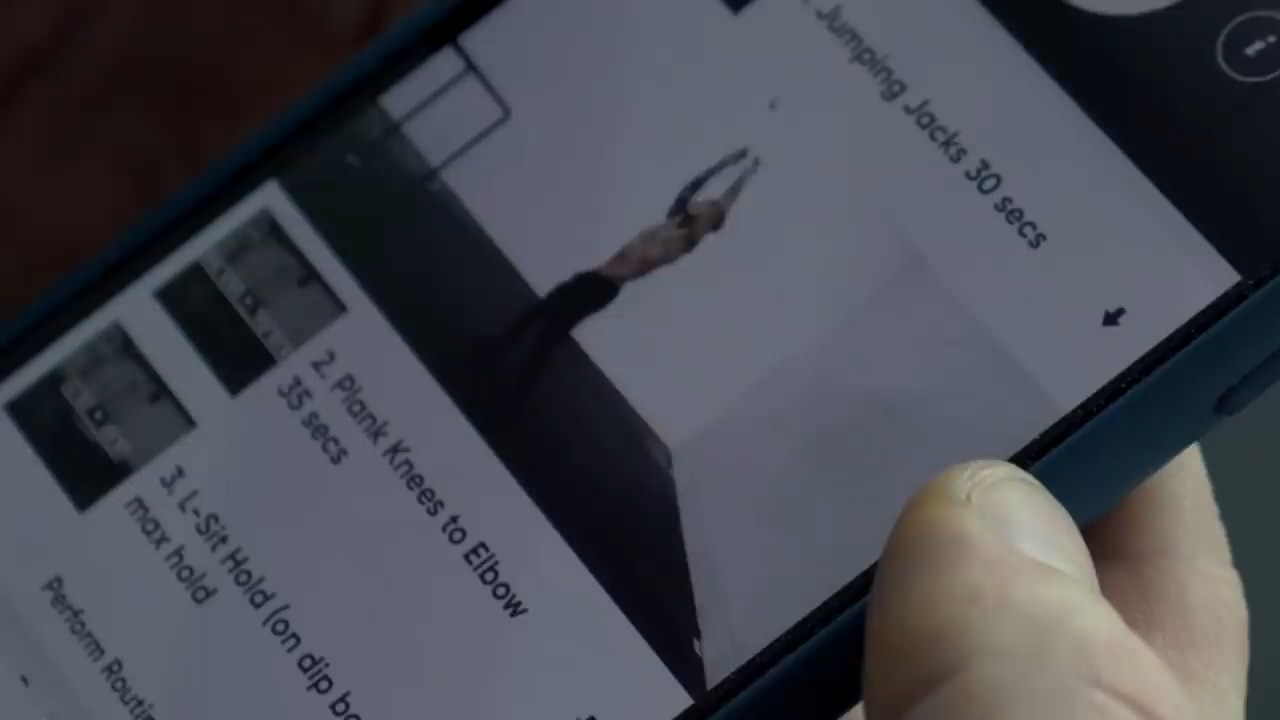 Jumping Jacks 30 secs
2. Plank Knees to Elbow
35 secs
3. L-Sit Hold (on dip
max hold
Perform
i